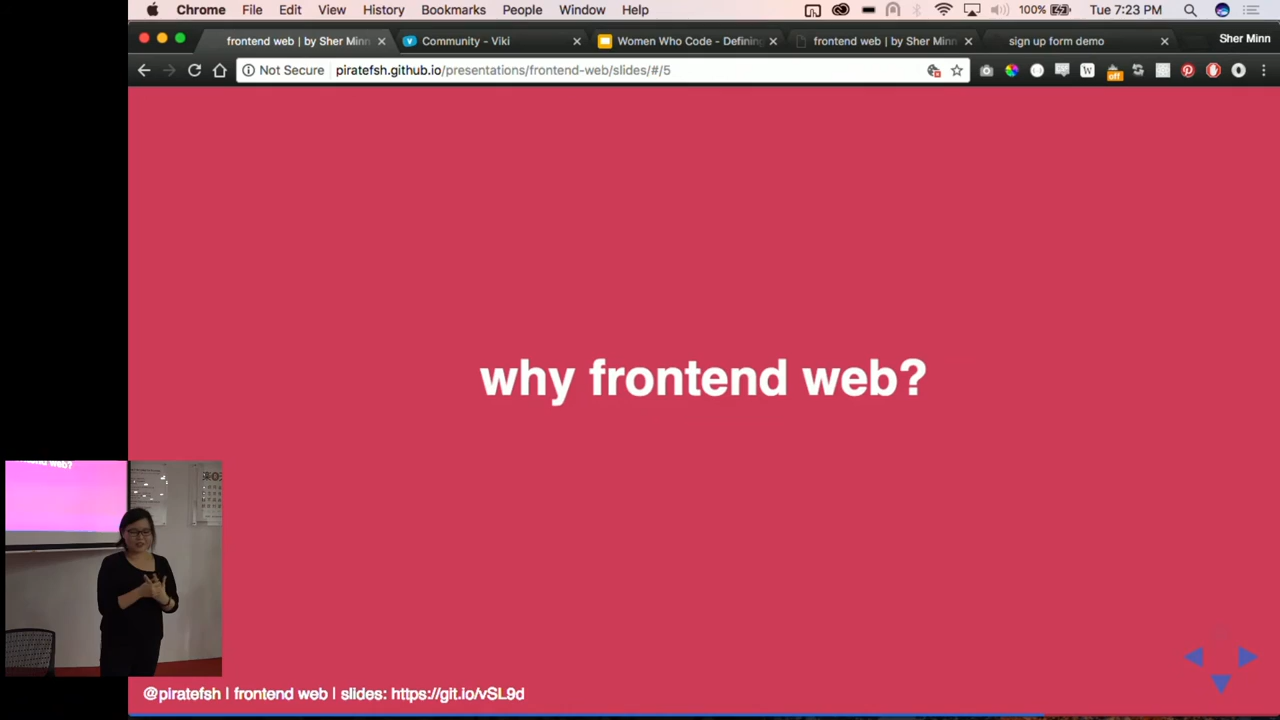 Chrome File Edit View History Bookmarks People Window Help 100% Tue 7:23 PM
frontend web | by Sher Minn Community - Viki Women Who Code - Defining frontend web | by Sher Minn sign up form demo Sher Minn
Not Secure piratefsh.github.io/presentations/frontend-web/slides/#/5
off
why frontend web?
web?
@piratefsh | frontend web | slides: https://git.io/vSL9d